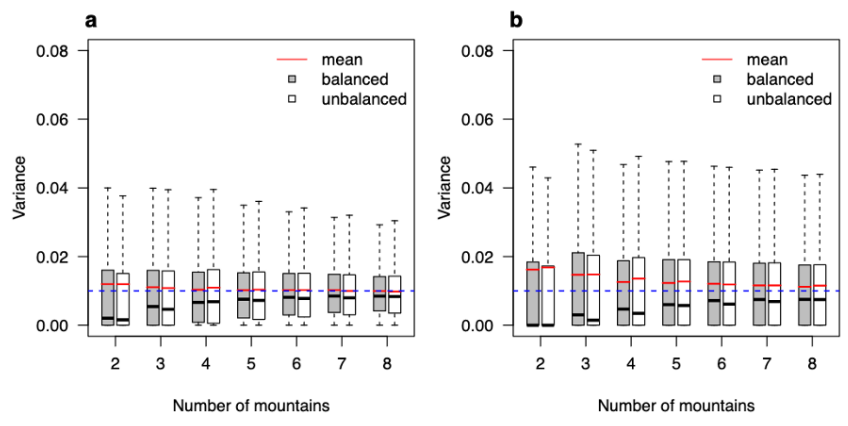 a
0.08
0.06
0.04
0.02
0.00
Variance
mean
balanced
unbalanced
2 3 4 5 6 7 8
Number of mountains
b
0.08
0.06
0.04
0.02
0.00
Variance
mean
balanced
unbalanced
2 3 4 5 6 7 8
Number of mountains